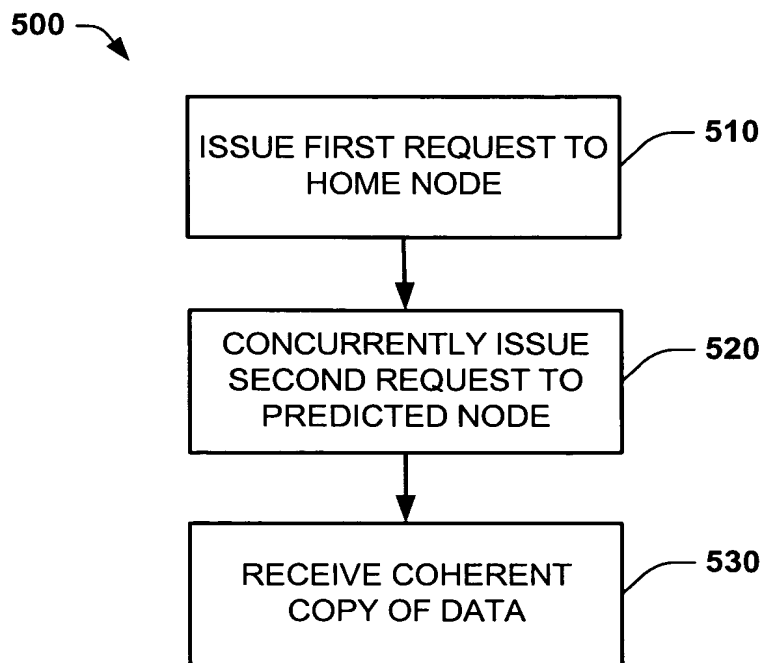 500
ISSUE FIRST REQUEST TO
HOME NODE
510
CONCURRENTLY ISSUE
SECOND REQUEST TO
PREDICTED NODE
520
RECEIVE COHERENT
COPY OF DATA
530